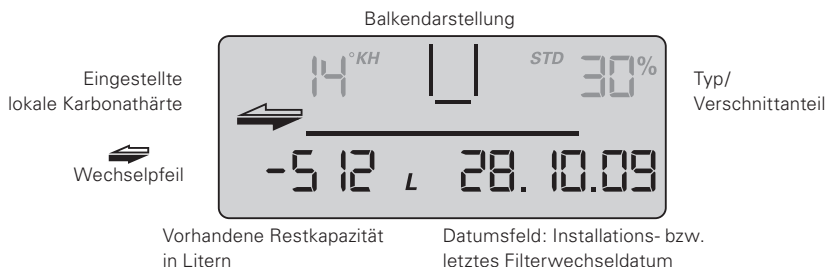 Balkendarstellung
14 °KH
STD 30%
Eingestellte
lokale Karbonathärte
Typ/
Verschnittanteil
Wechselpfeil
-512 L 28.10.09
Vorhandene Restkapazität
in Litern
Datumsfeld: Installations- bzw.
letztes Filterwechseldatum